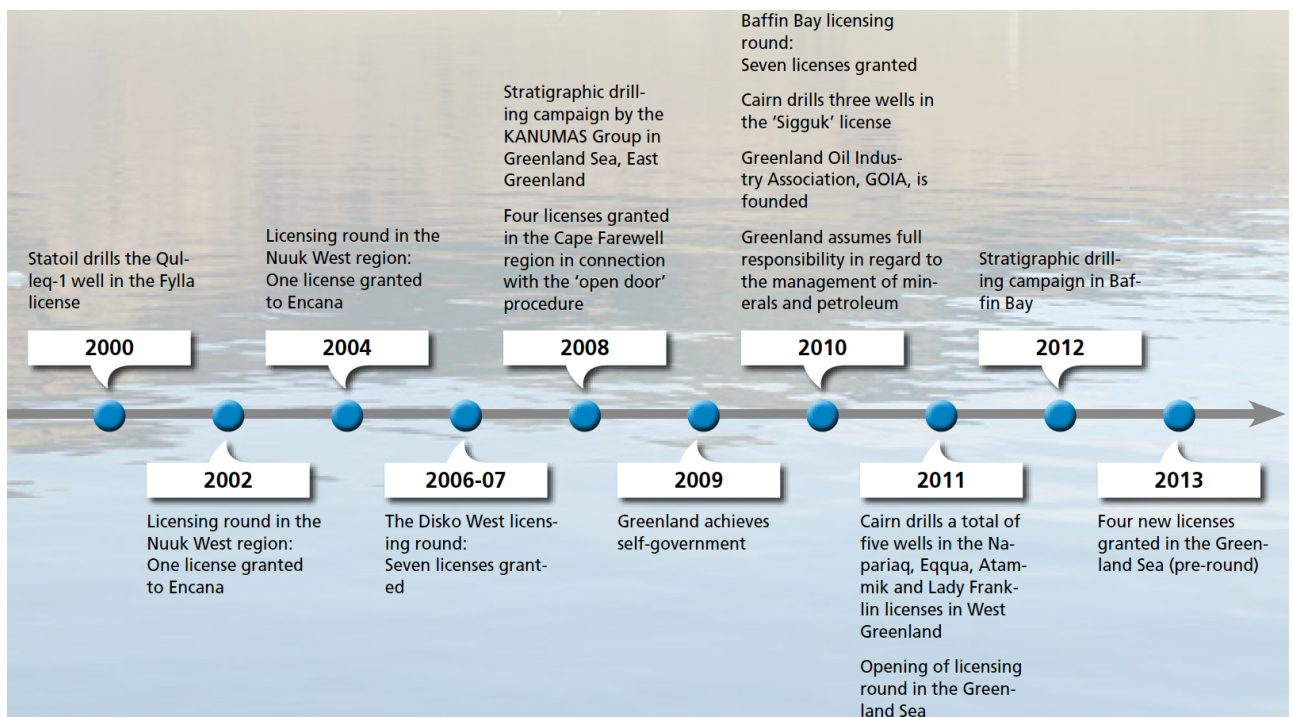 Statoil drills the Qul-
leq-1 well in the Fylla
license
2000
Licensing round in the
Nuuk West region:
One license granted
to Encana
2002
Licensing round in the
Nuuk West region:
One license granted
to Encana
2004
The Disko West licens-
ing round:
Seven licenses grant-
ed
2006-07
Stratigraphic drill-
ing campaign by the
KANUMAS Group in
Greenland Sea, East
Greenland
Four licenses granted
in the Cape Farewell
region in connection
with the ‘open door’
procedure
2008
Greenland achieves
self-government
2009
Baffin Bay licensing
round:
Seven licenses granted
Cairn drills three wells in
the ‘Sigguk’ license
Greenland Oil Indus-
try Association, GOIA, is
founded
Greenland assumes full
responsibility in regard to
the management of min-
erals and petroleum
2010
2011
Cairn drills a total of
five wells in the Na-
pariaq, Eqqua, Atam-
mik and Lady Frank-
lin licenses in West
Greenland
Opening of licensing
round in the Green-
land Sea
Stratigraphic drill-
ing campaign in Baf-
fin Bay
2012
2013
Four new licenses
granted in the Green-
land Sea (pre-round)